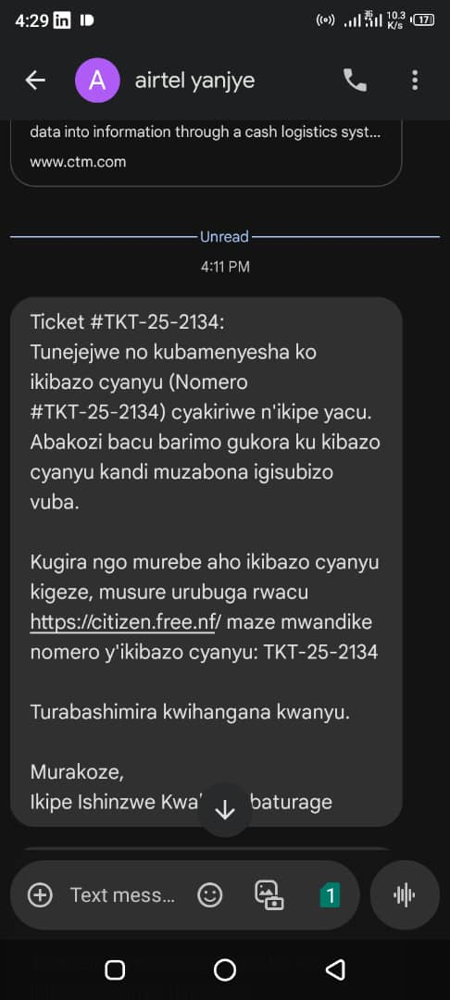 4:29
3G
10.3
K/s
17
A
airtel yanjye
data into information through a cash logistics syst...
www.ctm.com
Unread
4:11 PM
Ticket #TKT-25-2134:
Tunejejwe no kubamenyesha ko
ikibazo cyanyu (Nomero
#TKT-25-2134) cyakiriwe n'ikipe yacu.
Abakozi bacu barimo gukora ku kibazo
cyanyu kandi muzabona igisubizo
vuba.
Kugira ngo murebe aho ikibazo cyanyu
kigeze, musure urubuga rwacu
https://citizen.free.nf/ maze mwandike
nomero y'ikibazo cyanyu: TKT-25-2134
Turabashimira kwihangana kwanyu.
Murakoze,
Ikipe Ishinzwe baturage
Text mess...
1